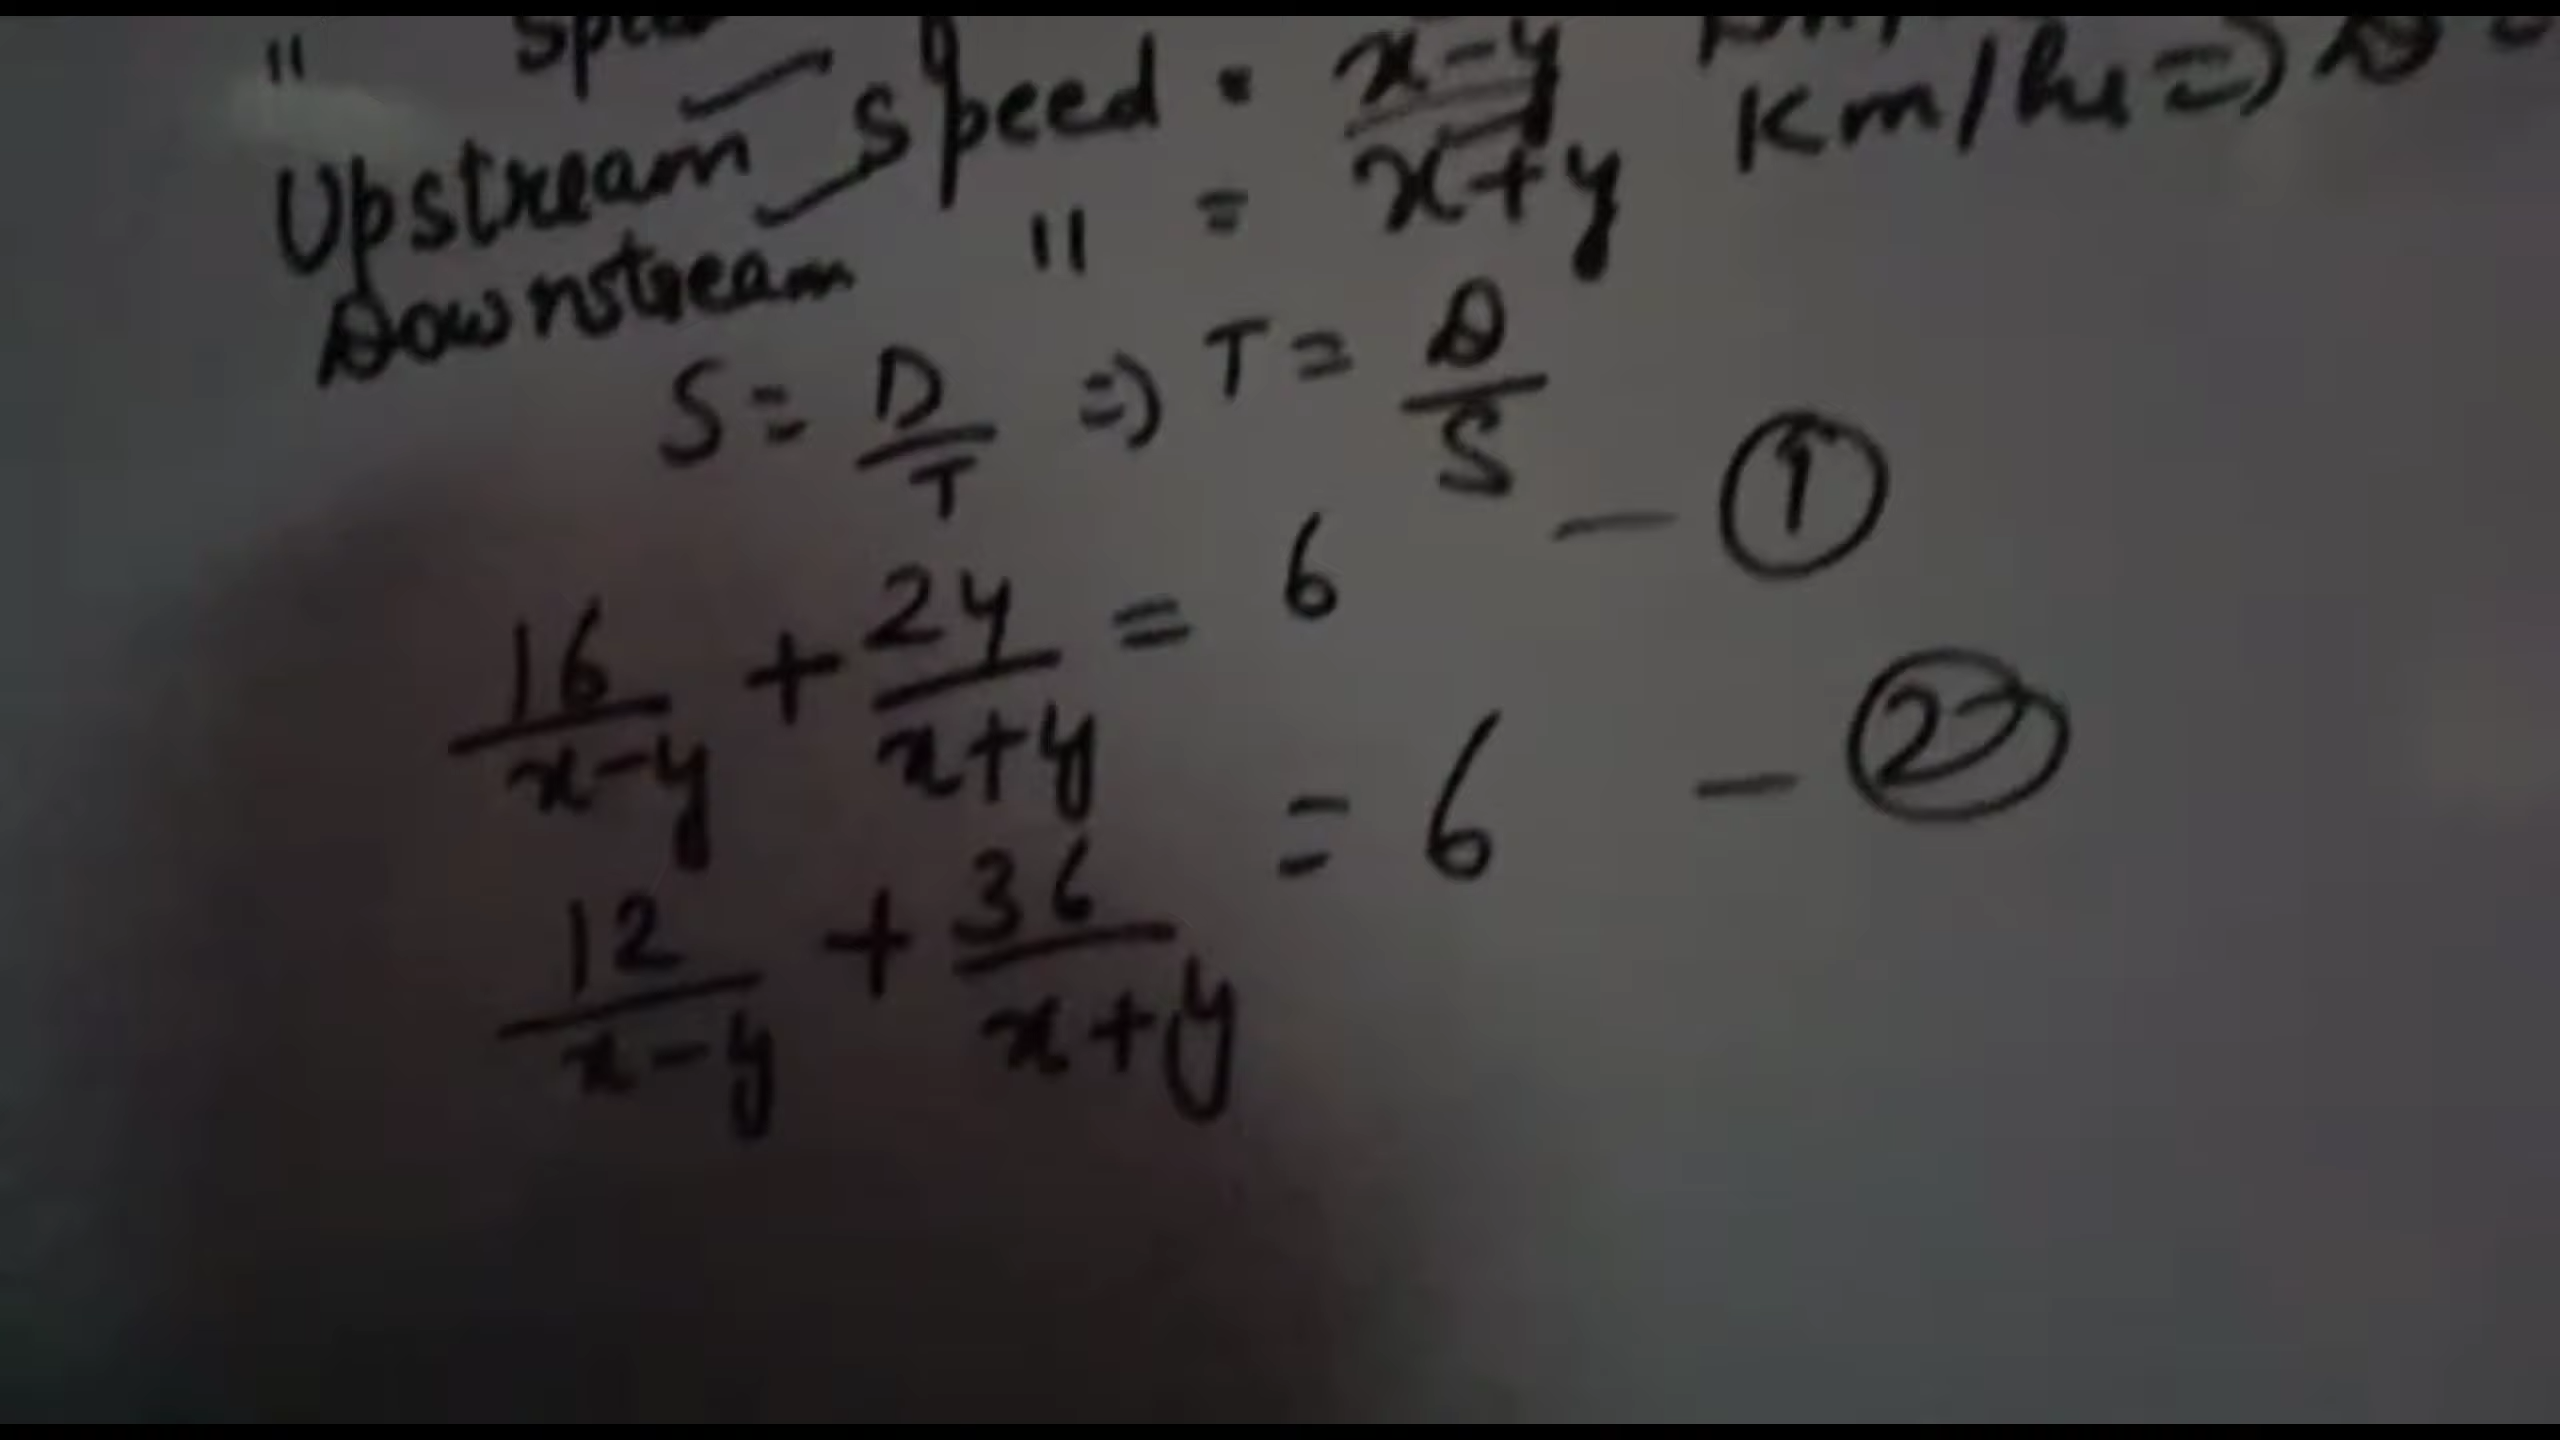 "
Upstream Speed = x-y Km/hr =)
Downstream " = x+y
S = D/T =) T = D/S
16/x-y + 24/x+y = 6 — 1
12/x-y + 36/x+y = 6 — 2